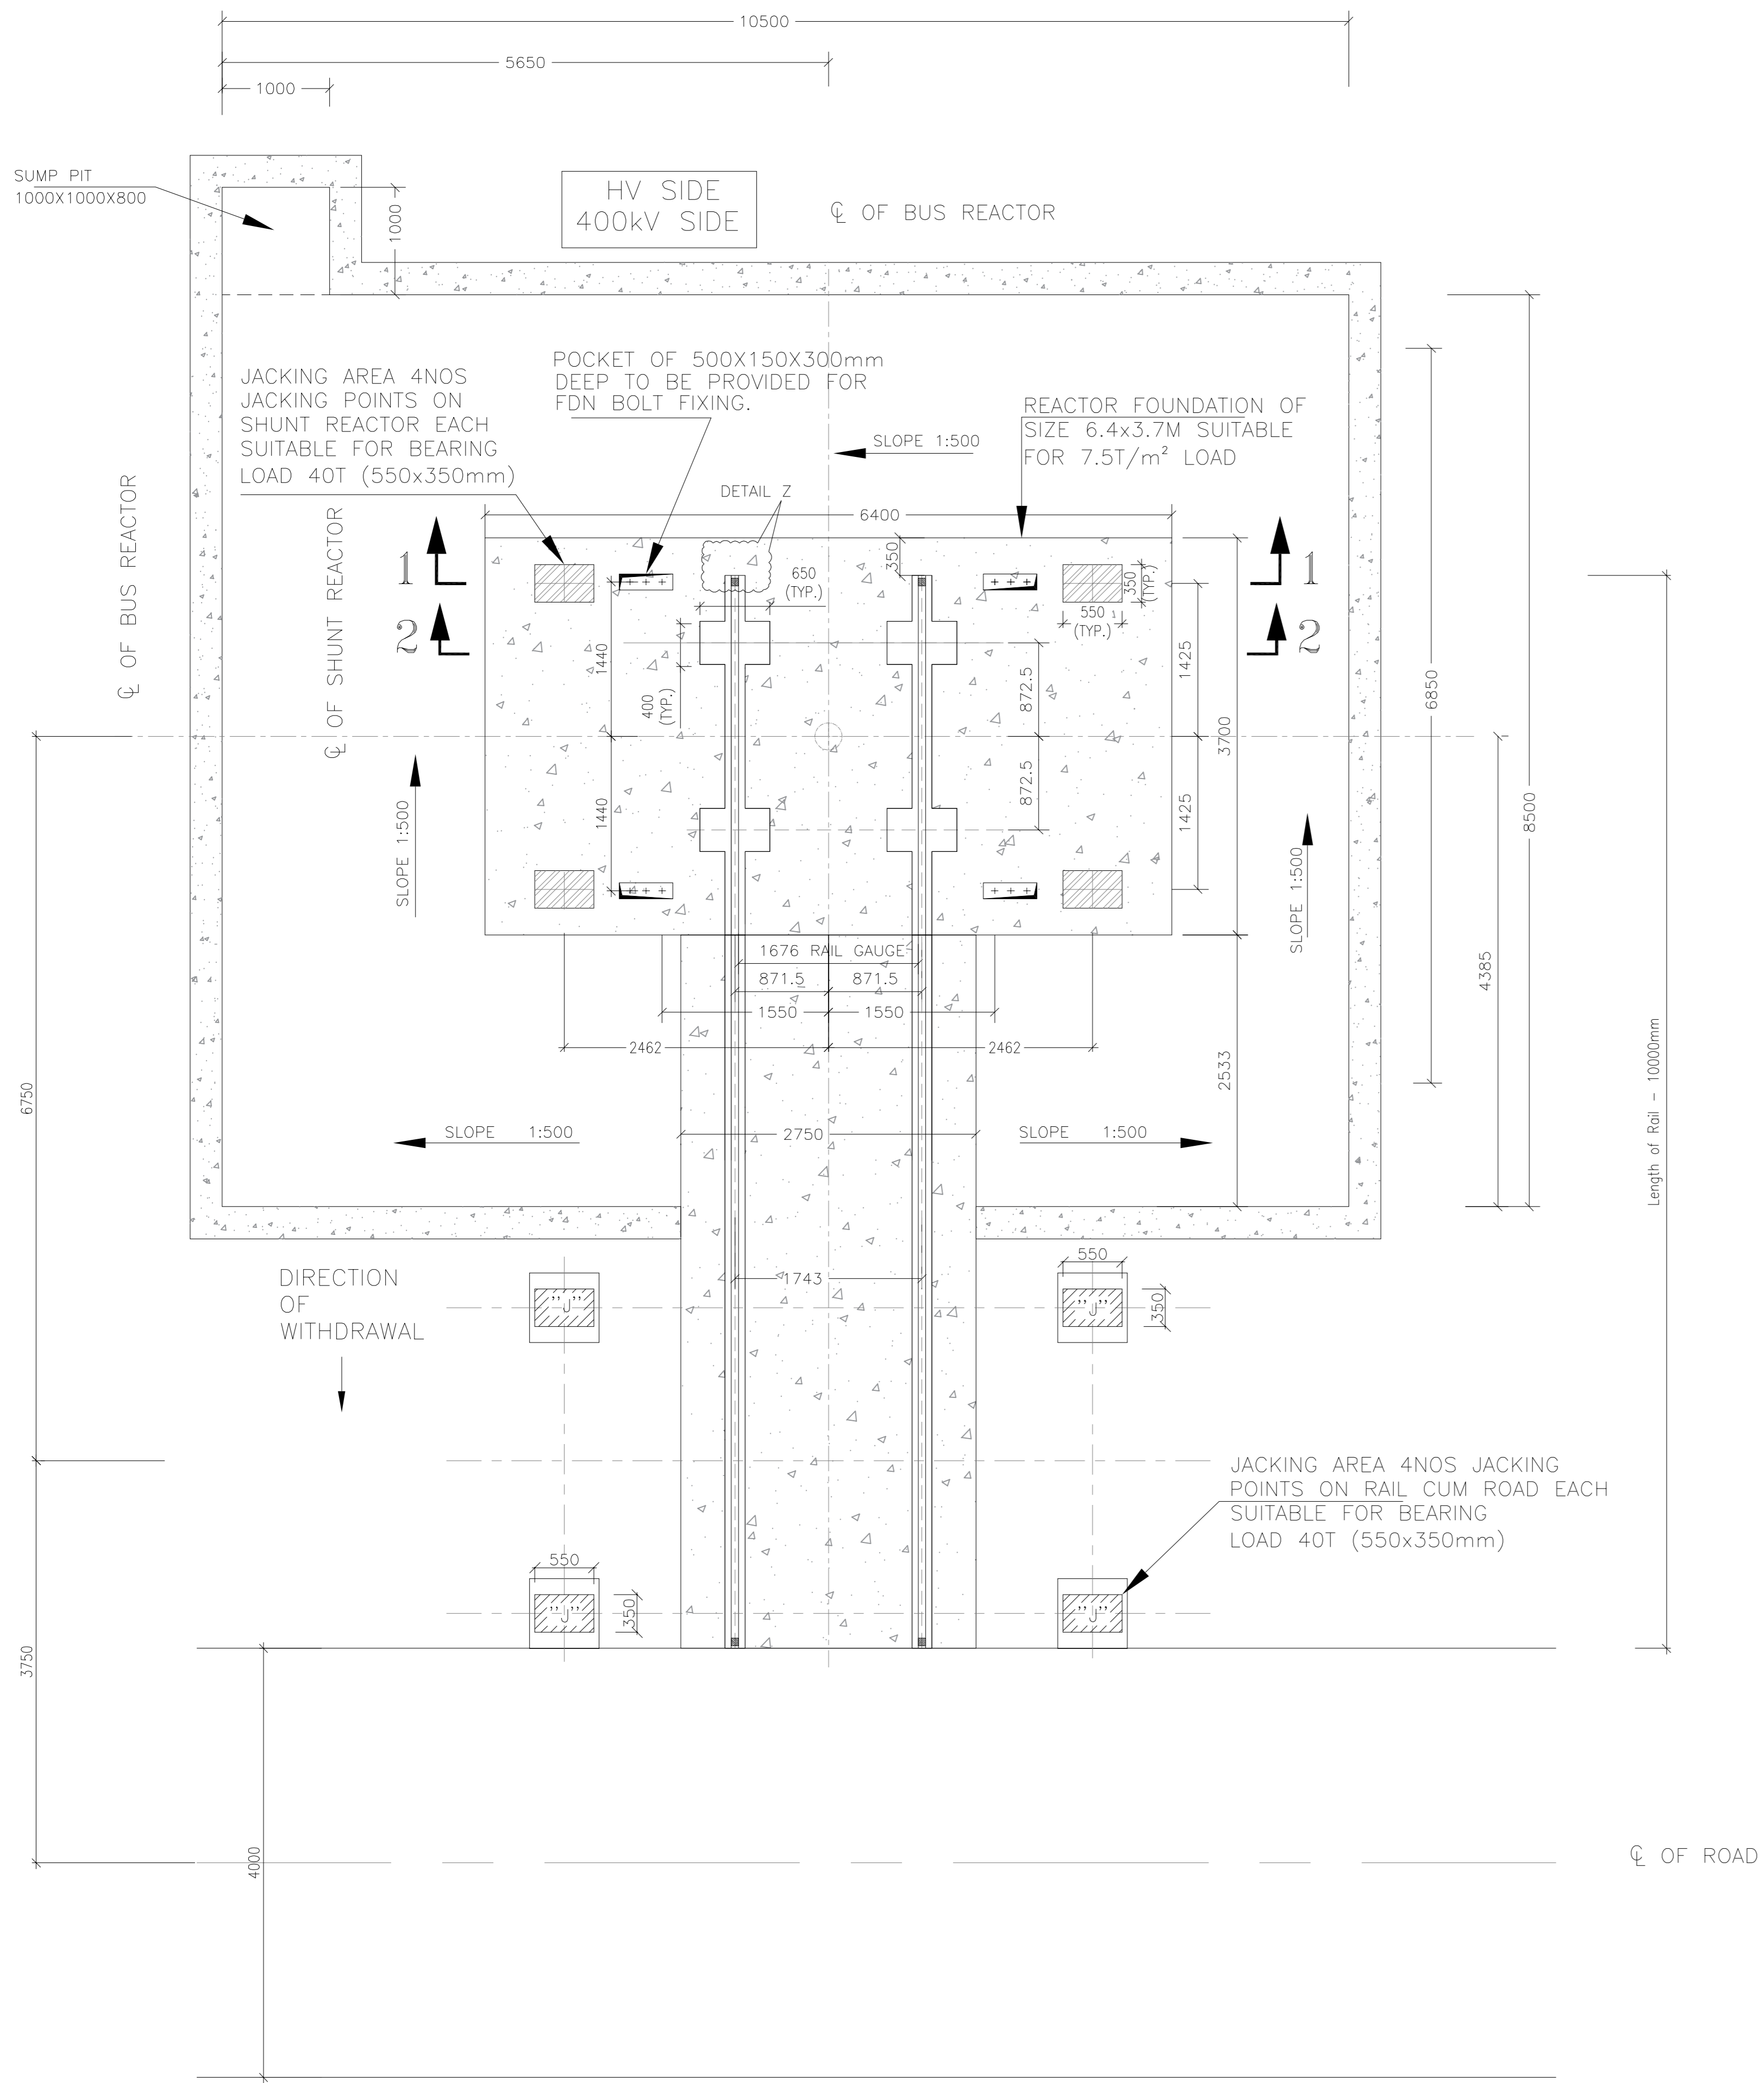 10500
5650
1000
SUMP PIT
1000X1000X800
HV SIDE
400kV SIDE
℄ OF BUS REACTOR
1000
JACKING AREA 4NOS
JACKING POINTS ON
SHUNT REACTOR EACH
SUITABLE FOR BEARING
LOAD 40T (550x350mm)
POCKET OF 500X150X300mm
DEEP TO BE PROVIDED FOR
FDN BOLT FIXING.
REACTOR FOUNDATION OF
SIZE 6.4x3.7M SUITABLE
FOR 7.5T/m² LOAD
SLOPE 1:500
DETAIL Z
6400
℄ OF BUS REACTOR
℄ OF SHUNT REACTOR
1
1
2
2
350
650
(TYP.)
350
(TYP.)
550
(TYP.)
1440
400
(TYP.)
872.5
1425
3700
6850
8500
872.5
1440
1425
SLOPE 1:500
SLOPE 1:500
4385
1676 RAIL GAUGE
871.5
871.5
1550
1550
2462
2462
2533
6750
Length of Rail - 10000mm
SLOPE 1:500
2750
SLOPE 1:500
1743
550
"J"
"J"
350
DIRECTION
OF
WITHDRAWAL
JACKING AREA 4NOS JACKING
POINTS ON RAIL CUM ROAD EACH
SUITABLE FOR BEARING
LOAD 40T (550x350mm)
550
"J"
350
"J"
3750
4000
℄ OF ROAD